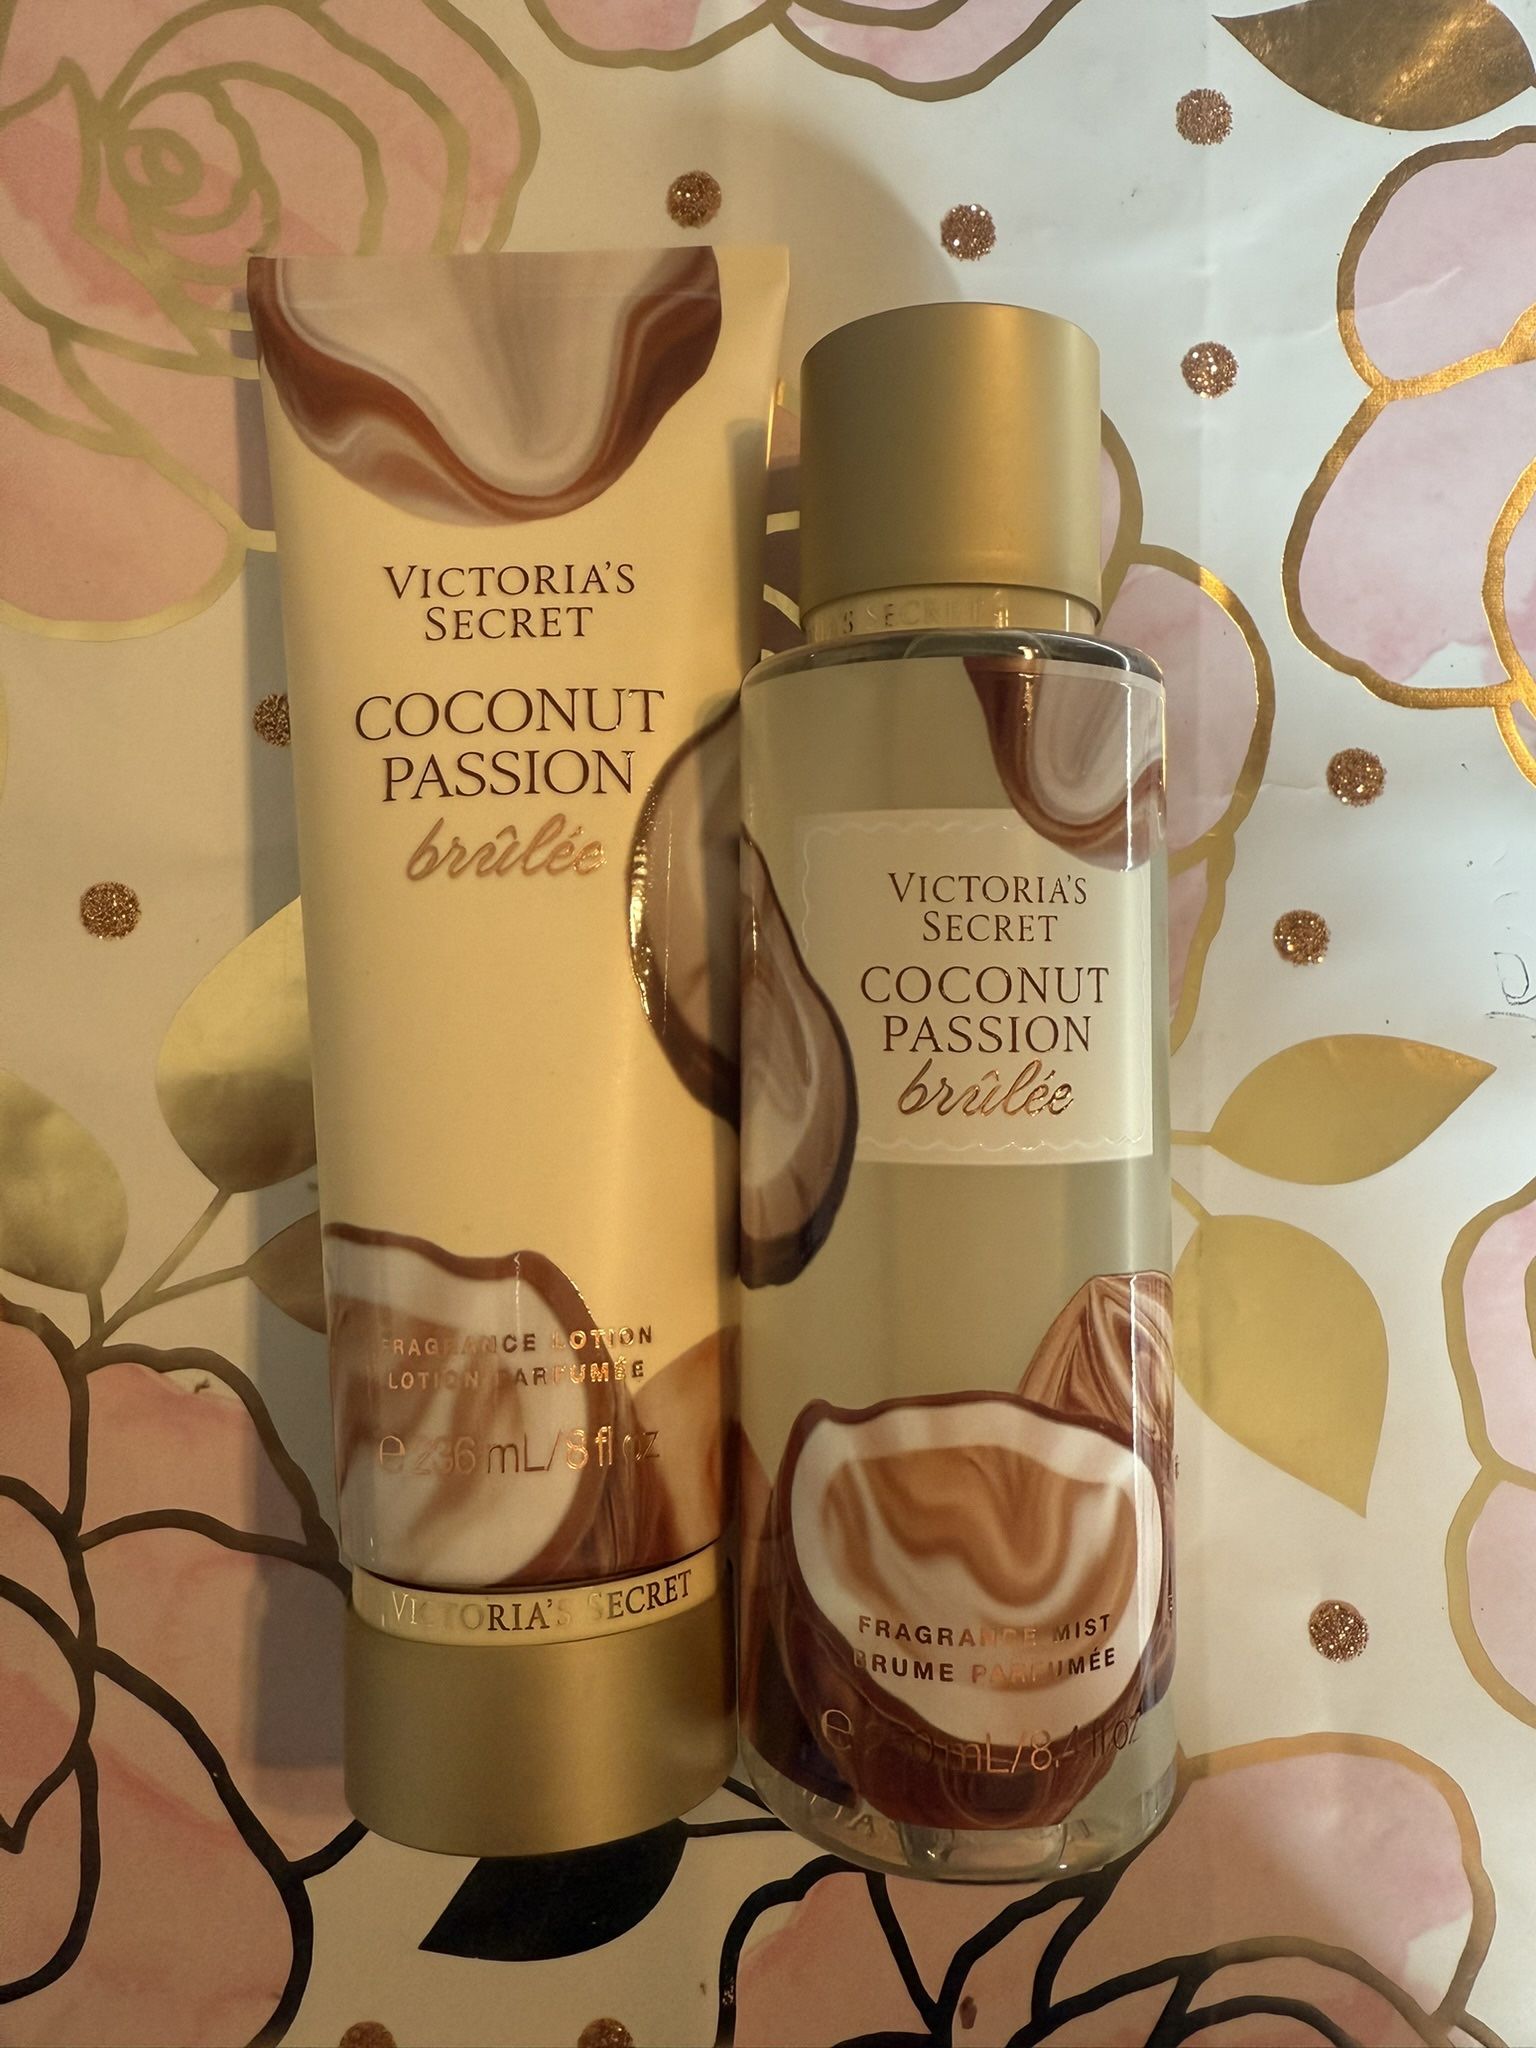 VICTORIA'S
SECRET
COCONUT
PASSION
brûlée
FRAGRANCE LOTION
LOTION PARFUMÉE
e 236 mL/8 fl oz
VICTORIA'S SECRET
SECRET
VICTORIA'S
SECRET
COCONUT
PASSION
brûlée
FRAGRANCE MIST
BRUME PARFUMÉE
e mL/8,4 fl oz